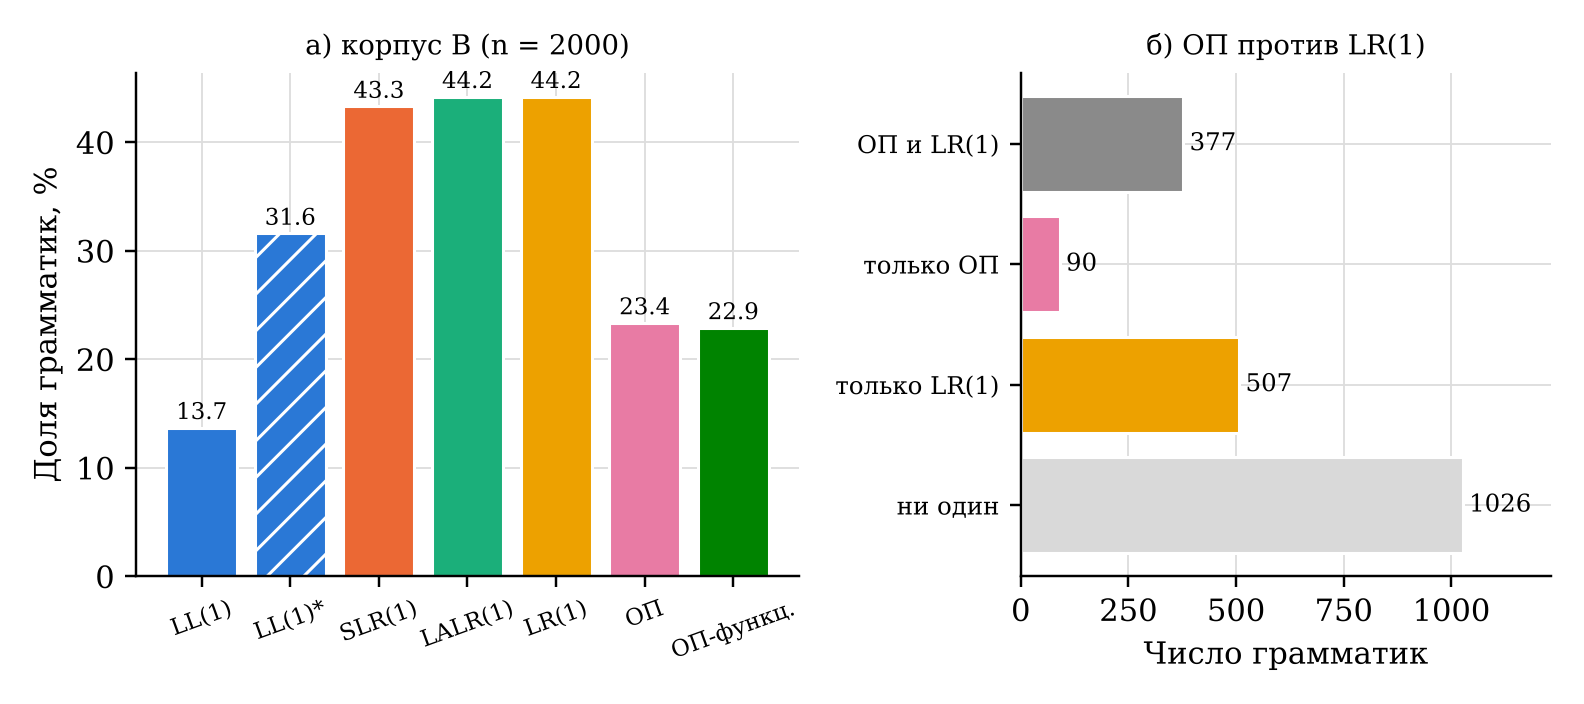 а) корпус B (n = 2000)
Доля грамматик, %
40
30
20
10
0
13.7
31.6
43.3
44.2
44.2
23.4
22.9
LL(1)
LL(1)*
SLR(1)
LALR(1)
LR(1)
ОП
ОП-функц.
б) ОП против LR(1)
ОП и LR(1)
377
только ОП
90
только LR(1)
507
ни один
1026
0
250
500
750
1000
Число грамматик